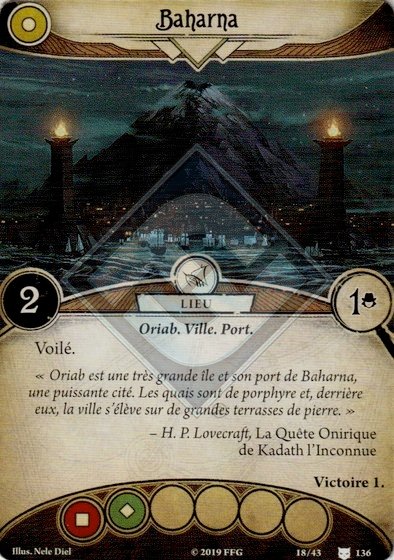 Baharna
2
LIEU
1
Oriab. Ville. Port.
Voilé.
« Oriab est une très grande île et son port de Baharna,
une puissante cité. Les quais sont de porphyre et, derrière
eux, la ville s’élève sur de grandes terrasses de pierre. »
– H. P. Lovecraft, La Quête Onirique
de Kadath l’Inconnue
Victoire 1.
Illus. Nele Diel
© 2019 FFG
18/43
136